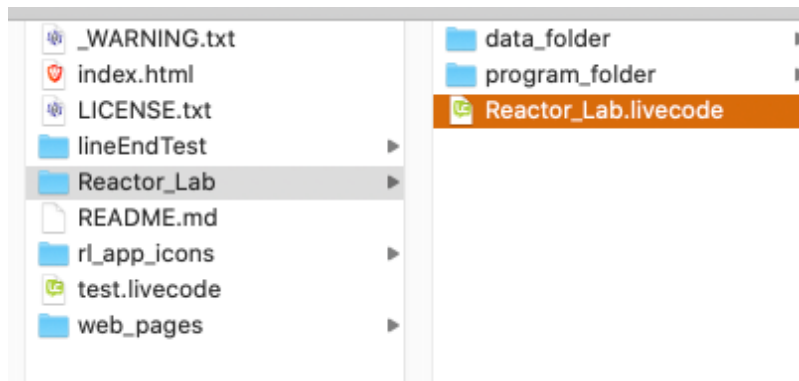 _WARNING.txt
index.html
LICENSE.txt
lineEndTest
Reactor_Lab
README.md
rl_app_icons
test.livecode
web_pages
data_folder
program_folder
Reactor_Lab.livecode